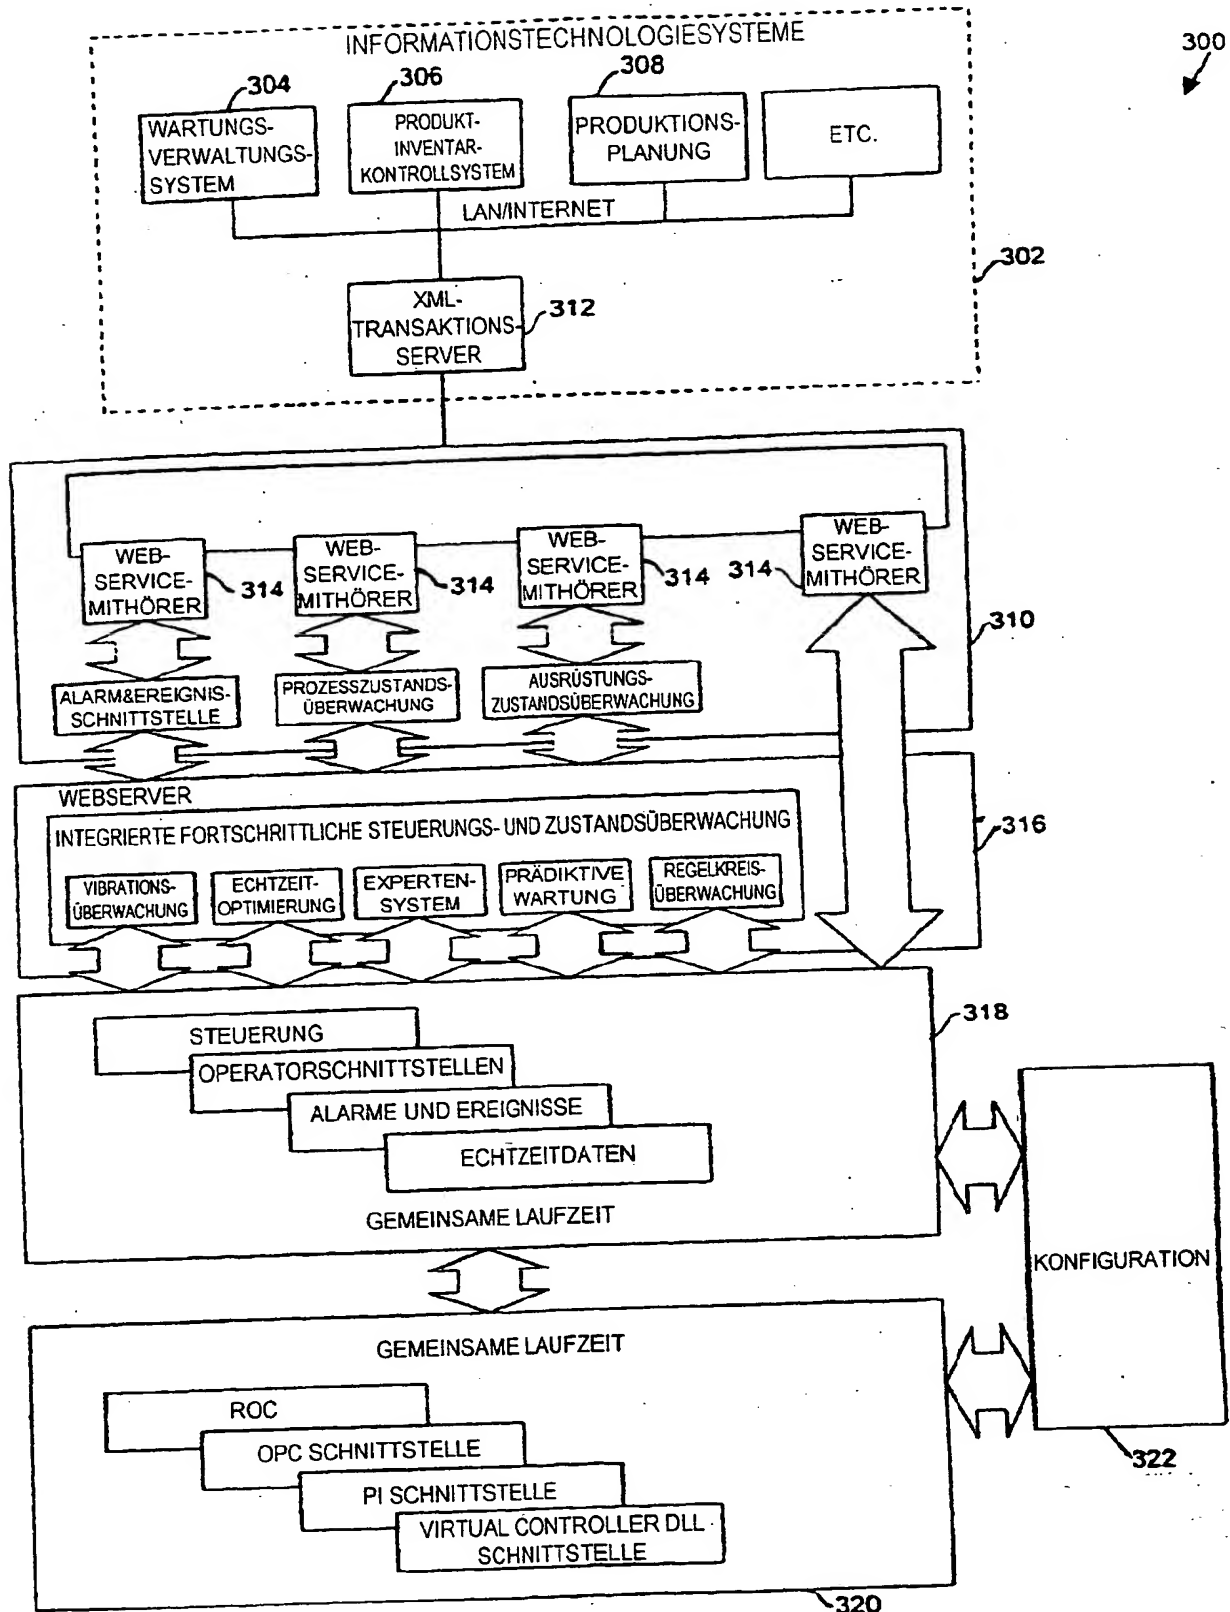 INFORMATIONSTECHNOLOGIESYSTEME
300
304
306
308
WARTUNGS-
VERWALTUNGS-
SYSTEM
PRODUKT-
INVENTAR-
KONTROLLSYSTEM
PRODUKTIONS-
PLANUNG
ETC.
LAN/INTERNET
302
XML-
TRANSAKTIONS-
SERVER
312
WEB-
SERVICE-
MITHÖRER
314
WEB-
SERVICE-
MITHÖRER
314
WEB-
SERVICE-
MITHÖRER
314
WEB-
SERVICE-
MITHÖRER
314
310
ALARM&EREIGNIS-
SCHNITTSTELLE
PROZESSZUSTANDS-
ÜBERWACHUNG
AUSRÜSTUNGS-
ZUSTANDSÜBERWACHUNG
WEBSERVER
INTEGRIERTE FORTSCHRITTLICHE STEUERUNGS- UND ZUSTANDSÜBERWACHUNG
316
VIBRATIONS-
ÜBERWACHUNG
ECHTZEIT-
OPTIMIERUNG
EXPERTEN-
SYSTEM
PRÄDIKTIVE
WARTUNG
REGELKREIS-
ÜBERWACHUNG
318
STEUERUNG
OPERATORSCHNITTSTELLEN
ALARME UND EREIGNISSE
ECHTZEITDATEN
GEMEINSAME LAUFZEIT
KONFIGURATION
GEMEINSAME LAUFZEIT
ROC
OPC SCHNITTSTELLE
PI SCHNITTSTELLE
VIRTUAL CONTROLLER DLL
SCHNITTSTELLE
322
320